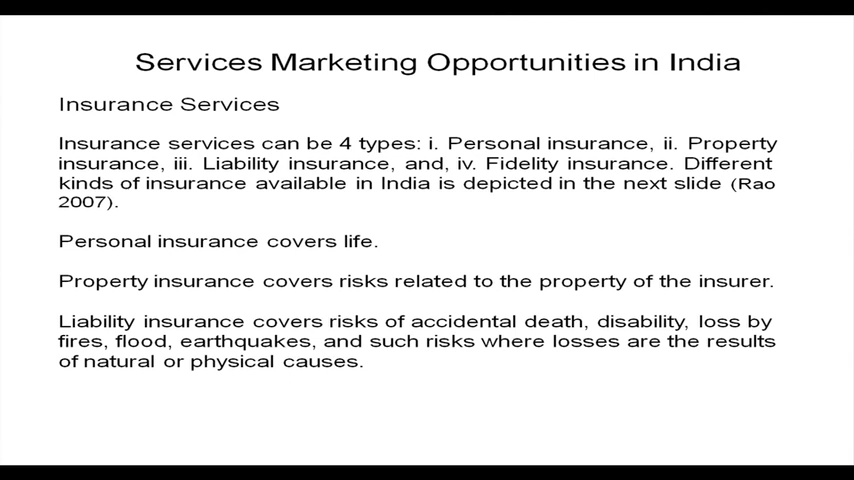 Services Marketing Opportunities in India
Insurance Services
Insurance services can be 4 types: i. Personal insurance, ii. Property
insurance, iii. Liability insurance, and, iv. Fidelity insurance. Different
kinds of insurance available in India is depicted in the next slide (Rao
2007).
Personal insurance covers life.
Property insurance covers risks related to the property of the insurer.
Liability insurance covers risks of accidental death, disability, loss by
fires, flood, earthquakes, and such risks where losses are the results
of natural or physical causes.